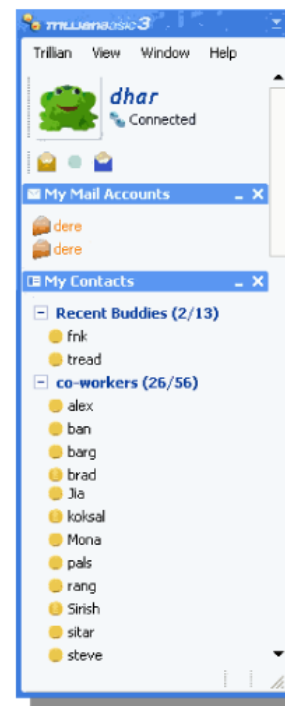 trillian basic 3
Trillian View Window Help
dhar
Connected
My Mail Accounts
dere
dere
My Contacts
Recent Buddies (2/13)
fnk
tread
co-workers (26/56)
alex
ban
barg
brad
Jia
koksal
Mona
pals
rang
Sirish
sitar
steve